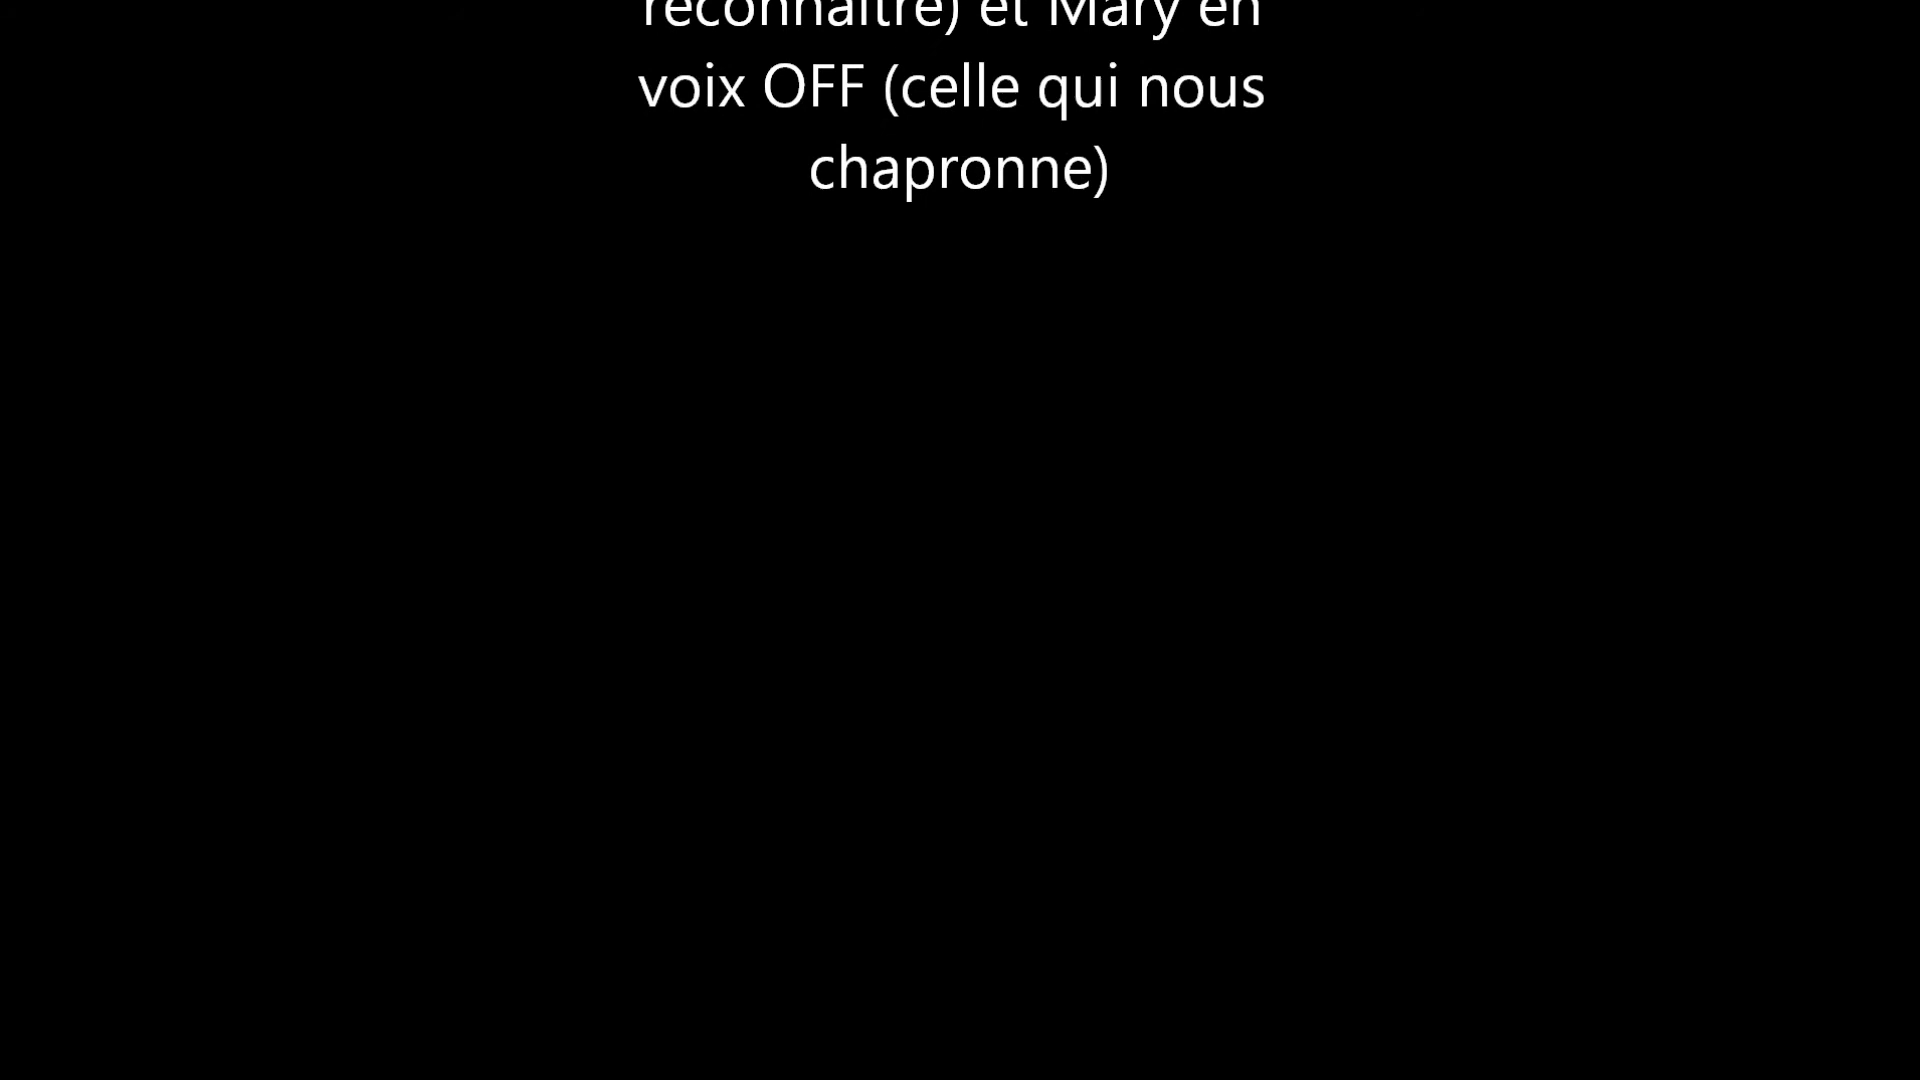 reconnaître) et Mary en
voix OFF (celle qui nous
chapronne)